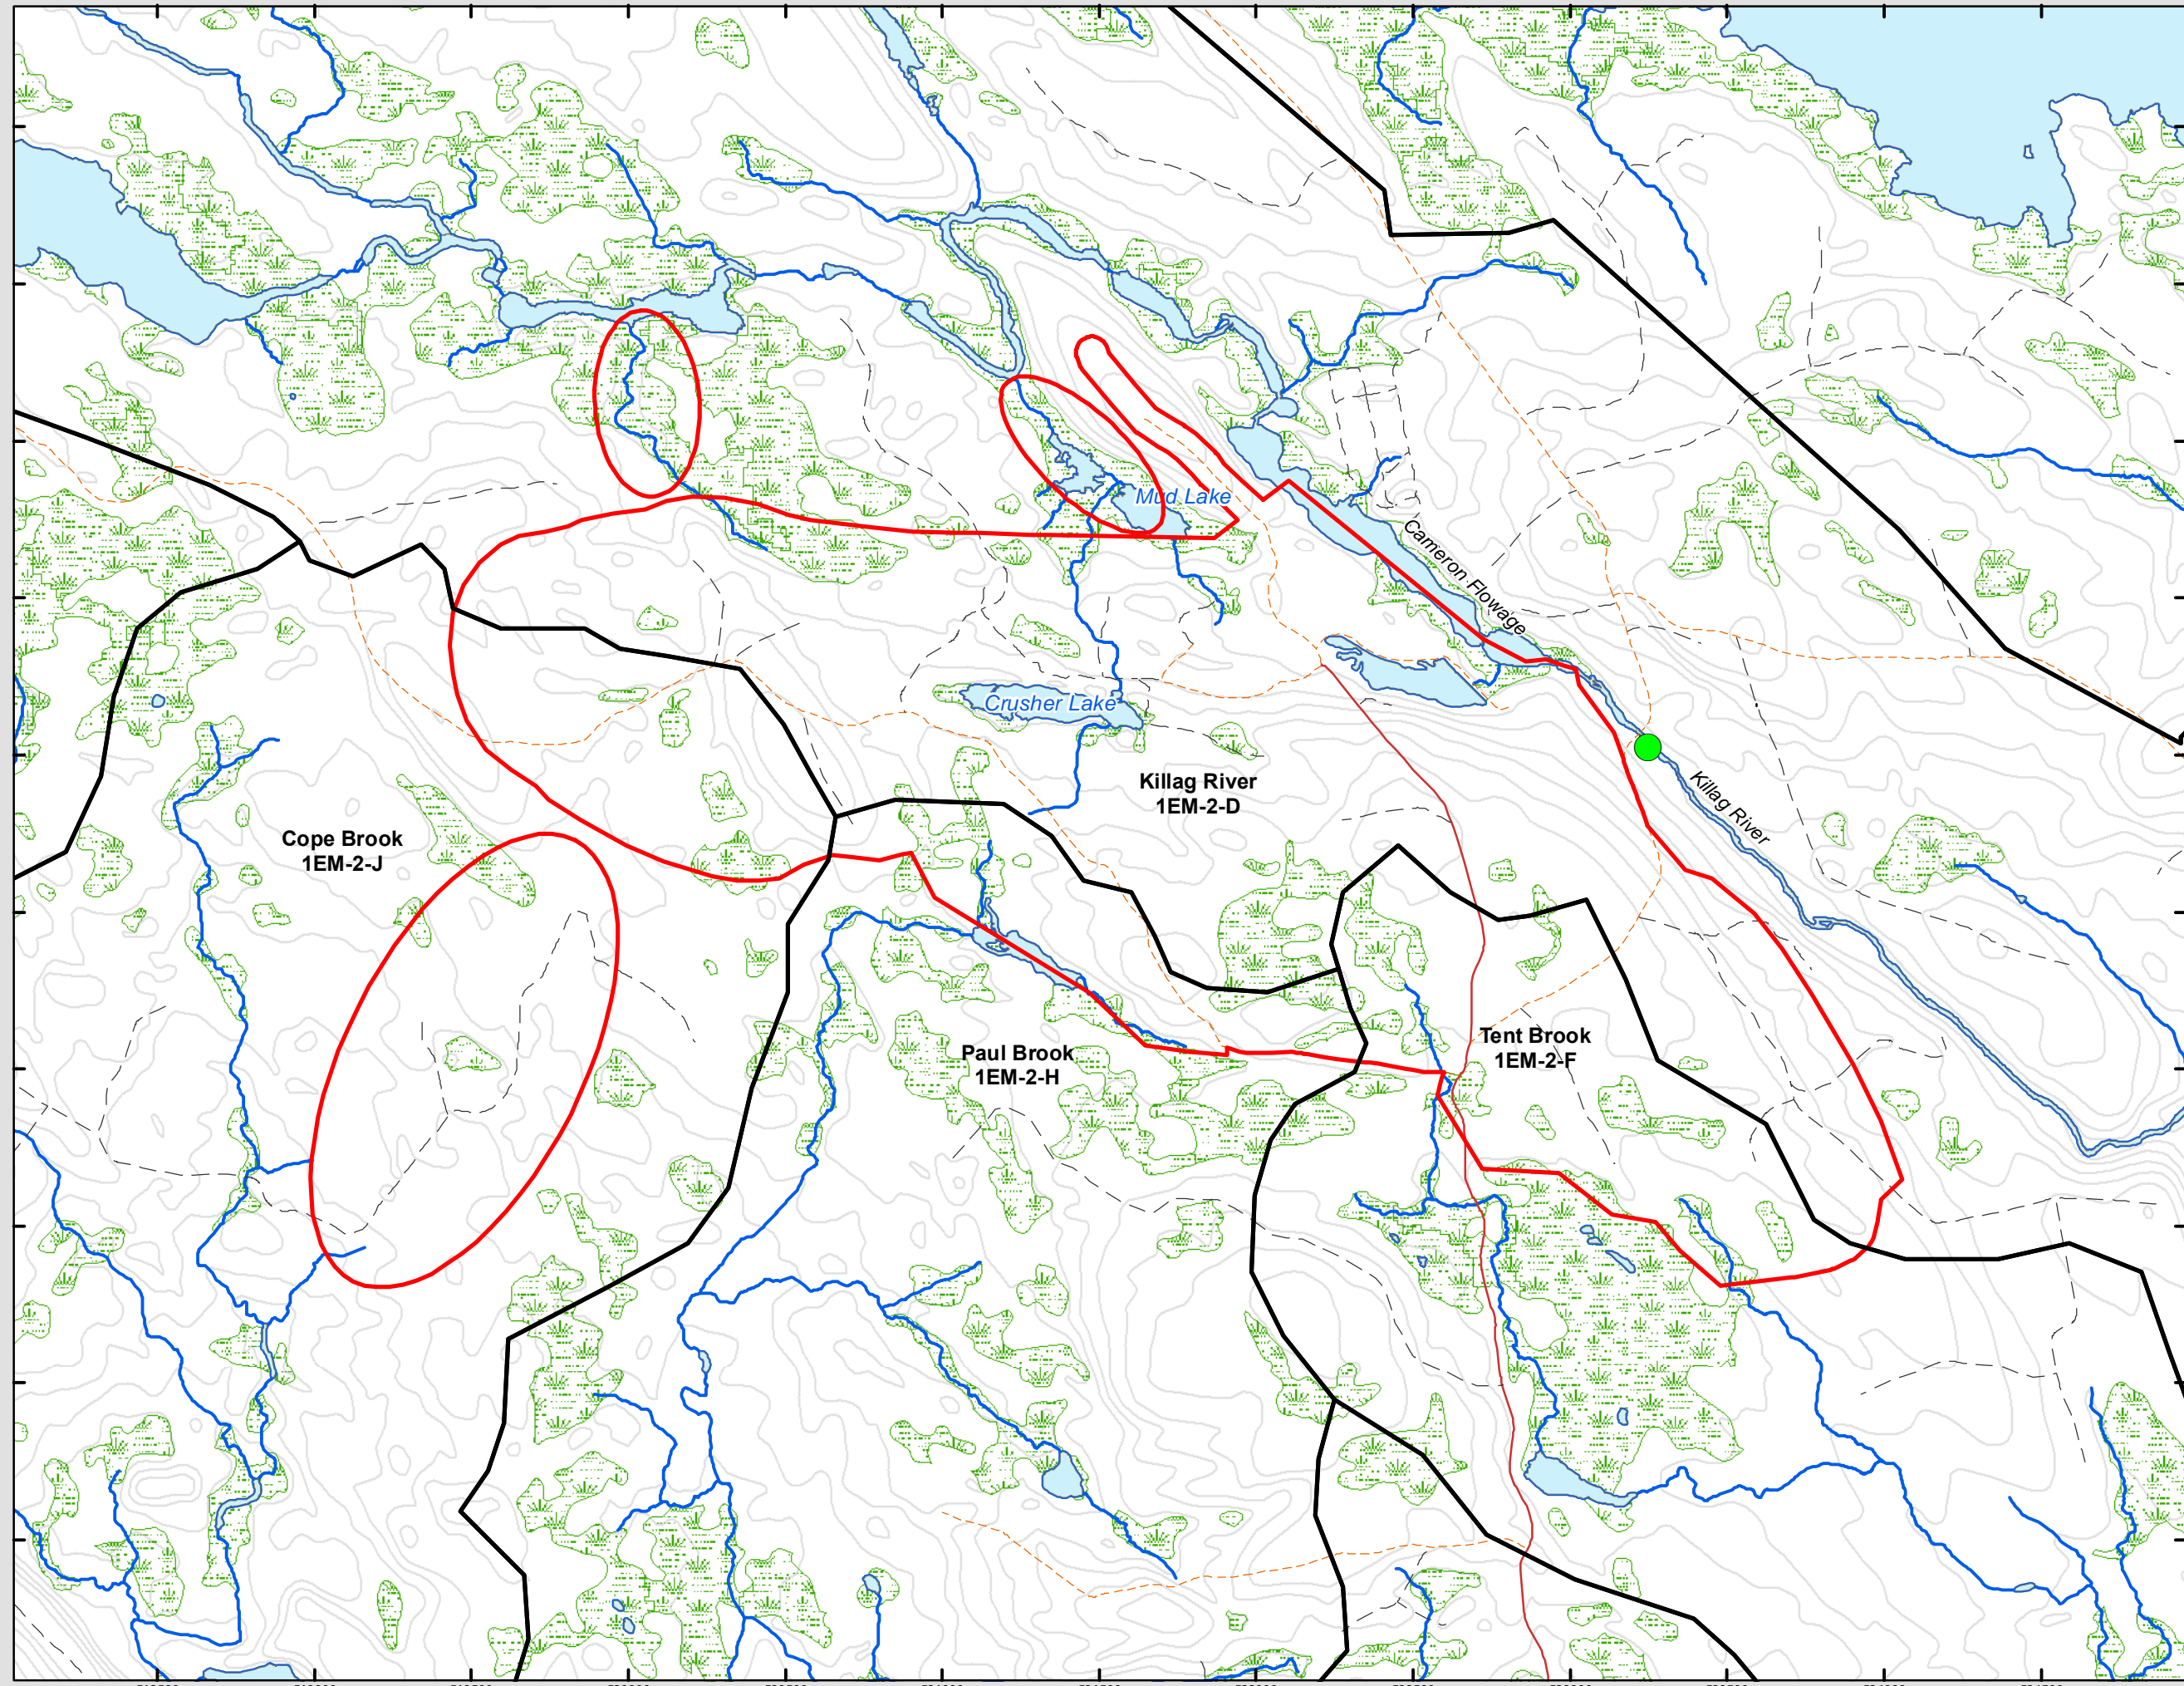 Mud Lake
Cameron Flowage
Crusher Lake
Killag River
1EM-2-D
Killag River
Cope Brook
1EM-2-J
Paul Brook
1EM-2-H
Tent Brook
1EM-2-F